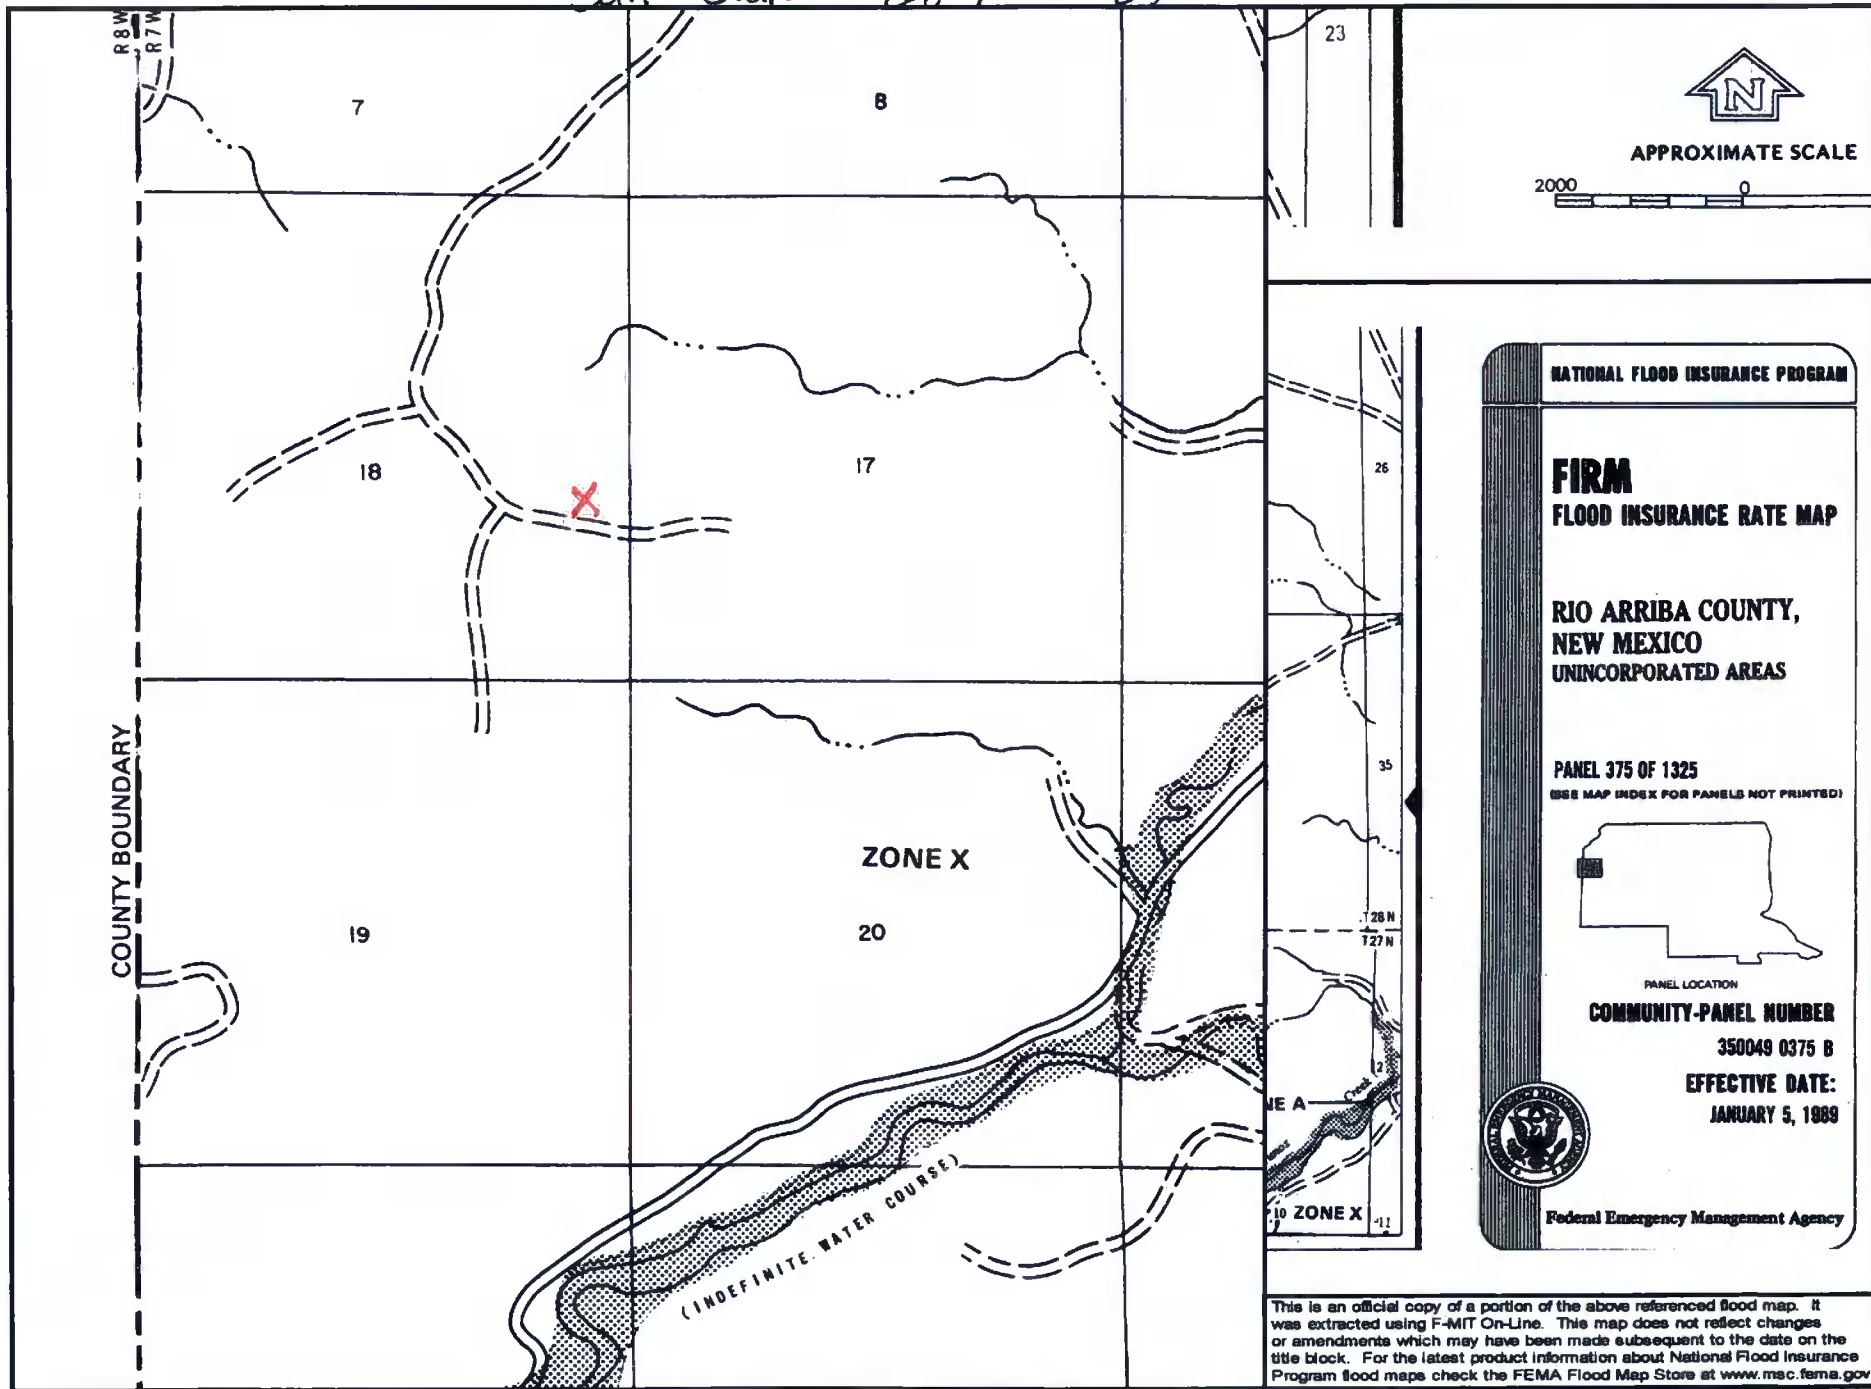 R8W
R7W
7
8
23
N
APPROXIMATE SCALE
2000 0
NATIONAL FLOOD INSURANCE PROGRAM
FIRM
FLOOD INSURANCE RATE MAP
RIO ARRIBA COUNTY,
NEW MEXICO
UNINCORPORATED AREAS
PANEL 375 OF 1325
(SEE MAP INDEX FOR PANELS NOT PRINTED)
PANEL LOCATION
COMMUNITY-PANEL NUMBER
350049 0375 B
EFFECTIVE DATE:
JANUARY 5, 1989
Federal Emergency Management Agency
18
17
X
26
35
COUNTY BOUNDARY
ZONE X
19
20
T28N
T27N
2
NE A
Creek
10 ZONE X 11
(INDEFINITE WATER COURSE)
This is an official copy of a portion of the above referenced flood map. It
was extracted using F-MIT On-Line. This map does not reflect changes
or amendments which may have been made subsequent to the date on the
title block. For the latest product information about National Flood Insurance
Program flood maps check the FEMA Flood Map Store at www.msc.fema.gov